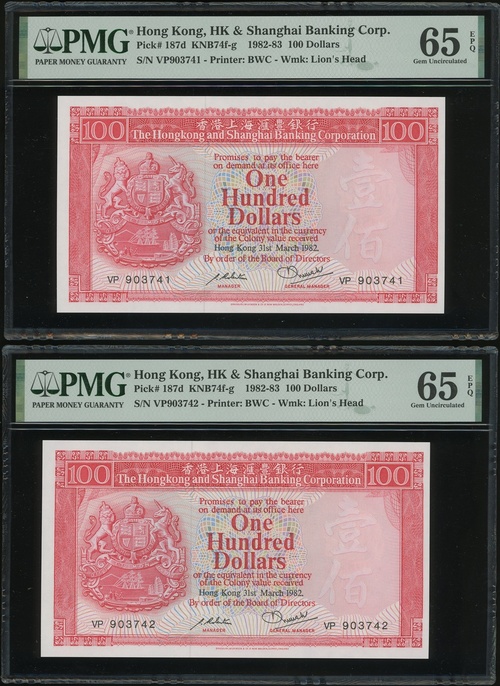 PMG® Hong Kong, HK & Shanghai Banking Corp.
PAPER MONEY GUARANTY
Pick# 187d KNB74f-g 1982-83 100 Dollars
S/N VP903741 - Printer: BWC - Wmk: Lion's Head
65 EPQ
Gem Uncirculated
100 香港上海滙豐銀行 100
The Hongkong and Shanghai Banking Corporation
Promises to pay the bearer
on demand at its office here
One
Hundred
Dollars
or the equivalent in the currency
of the Colony value received
Hong Kong 31st March 1982.
By order of the Board of Directors
壹佰
MANAGER GENERAL MANAGER
VP 903741 VP 903741
PMG® Hong Kong, HK & Shanghai Banking Corp.
PAPER MONEY GUARANTY
Pick# 187d KNB74f-g 1982-83 100 Dollars
S/N VP903742 - Printer: BWC - Wmk: Lion's Head
65 EPQ
Gem Uncirculated
100 香港上海滙豐銀行 100
The Hongkong and Shanghai Banking Corporation
Promises to pay the bearer
on demand at its office here
One
Hundred
Dollars
or the equivalent in the currency
of the Colony value received
Hong Kong 31st March 1982.
By order of the Board of Directors
壹佰
MANAGER GENERAL MANAGER
VP 903742 VP 903742